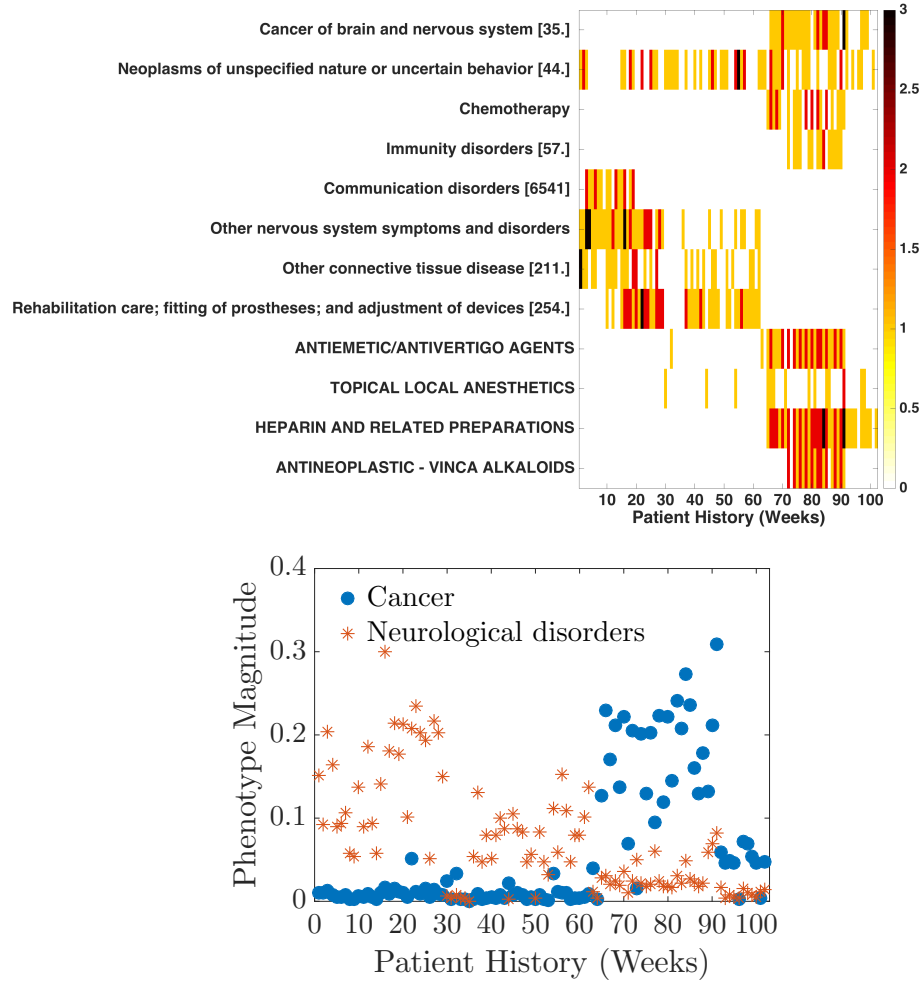 Cancer of brain and nervous system [35.]
Neoplasms of unspecified nature or uncertain behavior [44.]
Chemotherapy
Immunity disorders [57.]
Communication disorders [6541]
Other nervous system symptoms and disorders
Other connective tissue disease [211.]
Rehabilitation care; fitting of prostheses; and adjustment of devices [254.]
ANTIEMETIC/ANTIVERTIGO AGENTS
TOPICAL LOCAL ANESTHETICS
HEPARIN AND RELATED PREPARATIONS
ANTINEOPLASTIC - VINCA ALKALOIDS
10 20 30 40 50 60 70 80 90 100
Patient History (Weeks)
3
2.5
2
1.5
1
0.5
0
0.4
0.3
0.2
0.1
0
Phenotype Magnitude
Cancer
Neurological disorders
0 10 20 30 40 50 60 70 80 90 100
Patient History (Weeks)